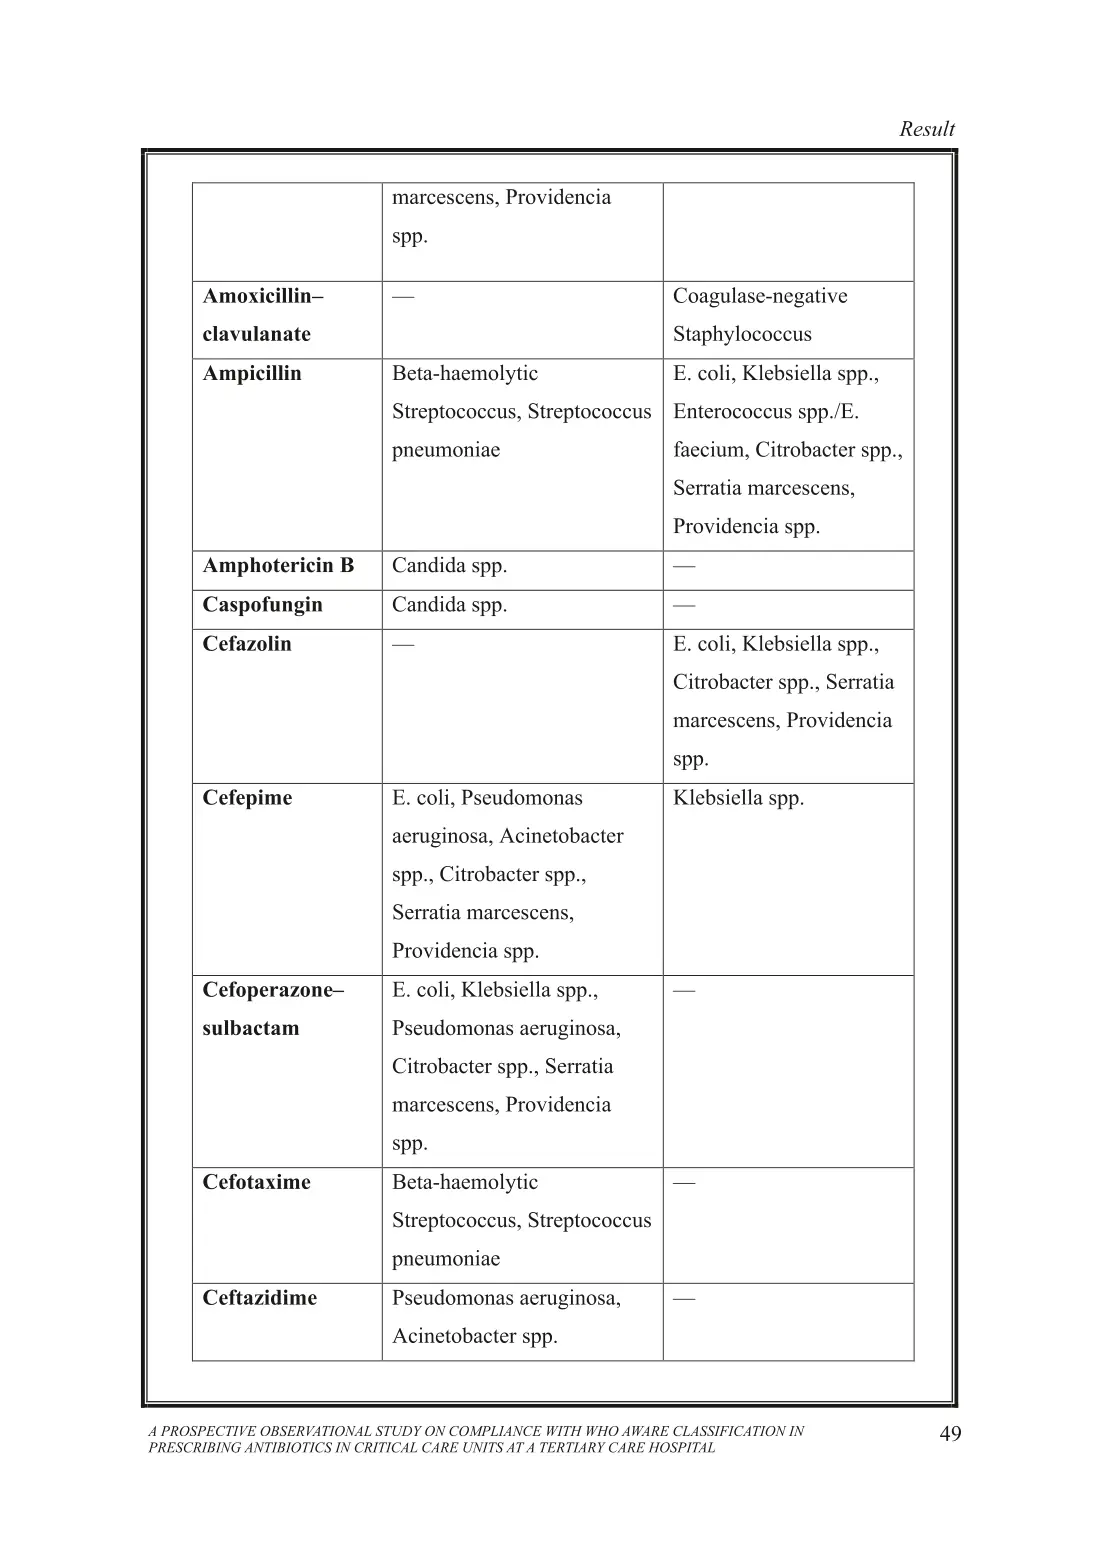 Result
marcescens, Providencia
spp.
Amoxicillin–
clavulanate
—
Coagulase-negative
Staphylococcus
Ampicillin
Beta-haemolytic
Streptococcus, Streptococcus
pneumoniae
E. coli, Klebsiella spp.,
Enterococcus spp./E.
faecium, Citrobacter spp.,
Serratia marcescens,
Providencia spp.
Amphotericin B
Candida spp.
—
Caspofungin
Candida spp.
—
Cefazolin
—
E. coli, Klebsiella spp.,
Citrobacter spp., Serratia
marcescens, Providencia
spp.
Cefepime
E. coli, Pseudomonas
aeruginosa, Acinetobacter
spp., Citrobacter spp.,
Serratia marcescens,
Providencia spp.
Klebsiella spp.
Cefoperazone–
sulbactam
E. coli, Klebsiella spp.,
Pseudomonas aeruginosa,
Citrobacter spp., Serratia
marcescens, Providencia
spp.
—
Cefotaxime
Beta-haemolytic
Streptococcus, Streptococcus
pneumoniae
—
Ceftazidime
Pseudomonas aeruginosa,
Acinetobacter spp.
—
A PROSPECTIVE OBSERVATIONAL STUDY ON COMPLIANCE WITH WHO AWARE CLASSIFICATION IN
PRESCRIBING ANTIBIOTICS IN CRITICAL CARE UNITS AT A TERTIARY CARE HOSPITAL
49